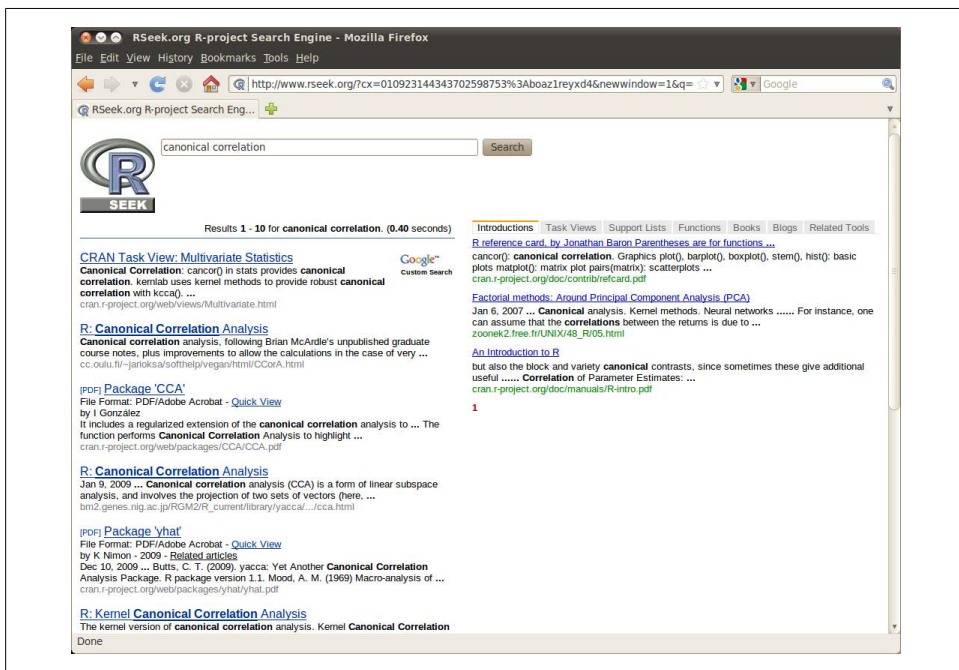 RSeek.org R-project Search Engine - Mozilla Firefox
File Edit View History Bookmarks Tools Help
http://www.rseek.org/?cx=010923144343702598753%3Aboaz1reyxd4&newwindow=1&q=
Google
RSeek.org R-project Search Eng...
canonical correlation
Search
R
SEEK
Results 1 - 10 for canonical correlation. (0.40 seconds)
CRAN Task View: Multivariate Statistics
Canonical Correlation: cancor() in stats provides canonical
correlation. kernlab uses kernel methods to provide robust canonical
correlation with kcca(). ...
cran.r-project.org/web/views/Multivariate.html
Google™
Custom Search
R: Canonical Correlation Analysis
Canonical correlation analysis, following Brian McArdle's unpublished graduate
course notes, plus improvements to allow the calculations in the case of very ...
cc.oulu.fi/~jarioksa/softhelp/vegan/html/CCorA.html
[PDF] Package 'CCA'
File Format: PDF/Adobe Acrobat - Quick View
by I González
It includes a regularized extension of the canonical correlation analysis to ... The
function performs Canonical Correlation Analysis to highlight ...
cran.r-project.org/web/packages/CCA/CCA.pdf
R: Canonical Correlation Analysis
Jan 9, 2009 ... Canonical correlation analysis (CCA) is a form of linear subspace
analysis, and involves the projection of two sets of vectors (here, ...
bm2.genes.nig.ac.jp/RGM2/R_current/library/yacca/.../cca.html
[PDF] Package 'yhat'
File Format: PDF/Adobe Acrobat - Quick View
by K Nimon - 2009 - Related articles
Dec 10, 2009 ... Butts, C. T. (2009). yacca: Yet Another Canonical Correlation
Analysis Package. R package version 1.1. Mood, A. M. (1969) Macro-analysis of ...
cran.r-project.org/web/packages/yhat/yhat.pdf
R: Kernel Canonical Correlation Analysis
The kernel version of canonical correlation analysis. Kernel Canonical Correlation
Introductions Task Views Support Lists Functions Books Blogs Related Tools
R reference card, by Jonathan Baron Parentheses are for functions ...
cancor(): canonical correlation. Graphics plot(), barplot(), boxplot(), stem(), hist(): basic
plots matplot(): matrix plot pairs(matrix): scatterplots ...
cran.r-project.org/doc/contrib/refcard.pdf
Factorial methods: Around Principal Component Analysis (PCA)
Jan 6, 2007 ... Canonical analysis. Kernel methods. Neural networks ...... For instance, one
can assume that the correlations between the returns is due to ...
zoonek2.free.fr/UNIX/48_R/05.html
An Introduction to R
but also the block and variety canonical contrasts, since sometimes these give additional
useful ...... Correlation of Parameter Estimates: ...
cran.r-project.org/doc/manuals/R-intro.pdf
1
Done